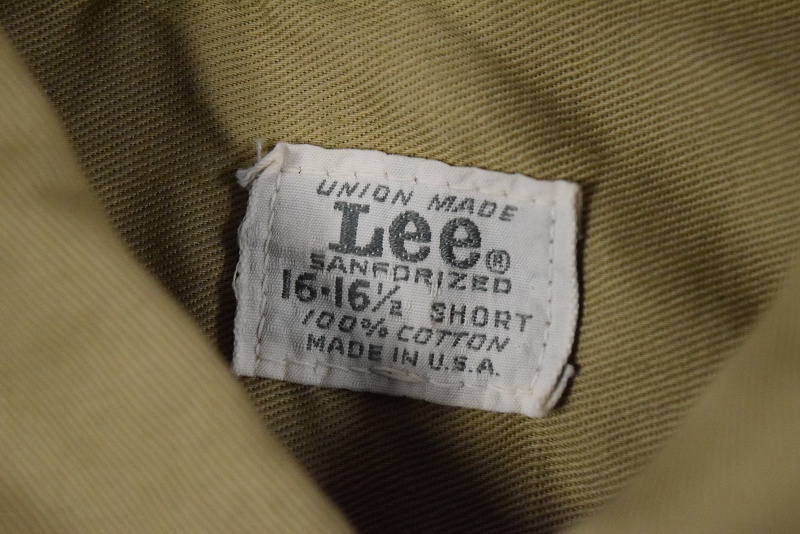 UNION MADE
Lee®
SANFORIZED
16·16½ SHORT
100% COTTON
MADE IN U.S.A.